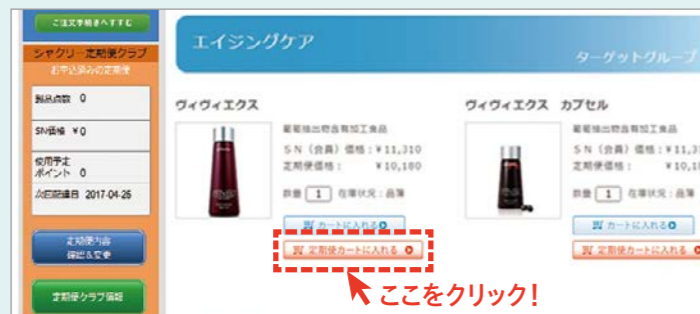 ご注文手続きへすすむ
シャクリー定期便クラブ
お申込済みの定期便
製品点数 0
SN価格 ¥0
使用予定
ポイント 0
次回配達日 2017-04-25
定期便内容
確認&変更
定期便クラブ情報
エイジングケア
ターゲットグループ
ヴィヴィエクス
葡萄抽出物含有加工食品
SN（会員）価格：¥11,310
定期便価格： ¥10,180
数量 1 在庫状況：品薄
カートに入れる
定期便カートに入れる
ヴィヴィエクス カプセル
葡萄抽出物含有加工食品
SN（会員）価格：¥11,31
定期便価格： ¥10,18
数量 1 在庫状況：品薄
カートに入れる
定期便カートに入れる
ここをクリック！